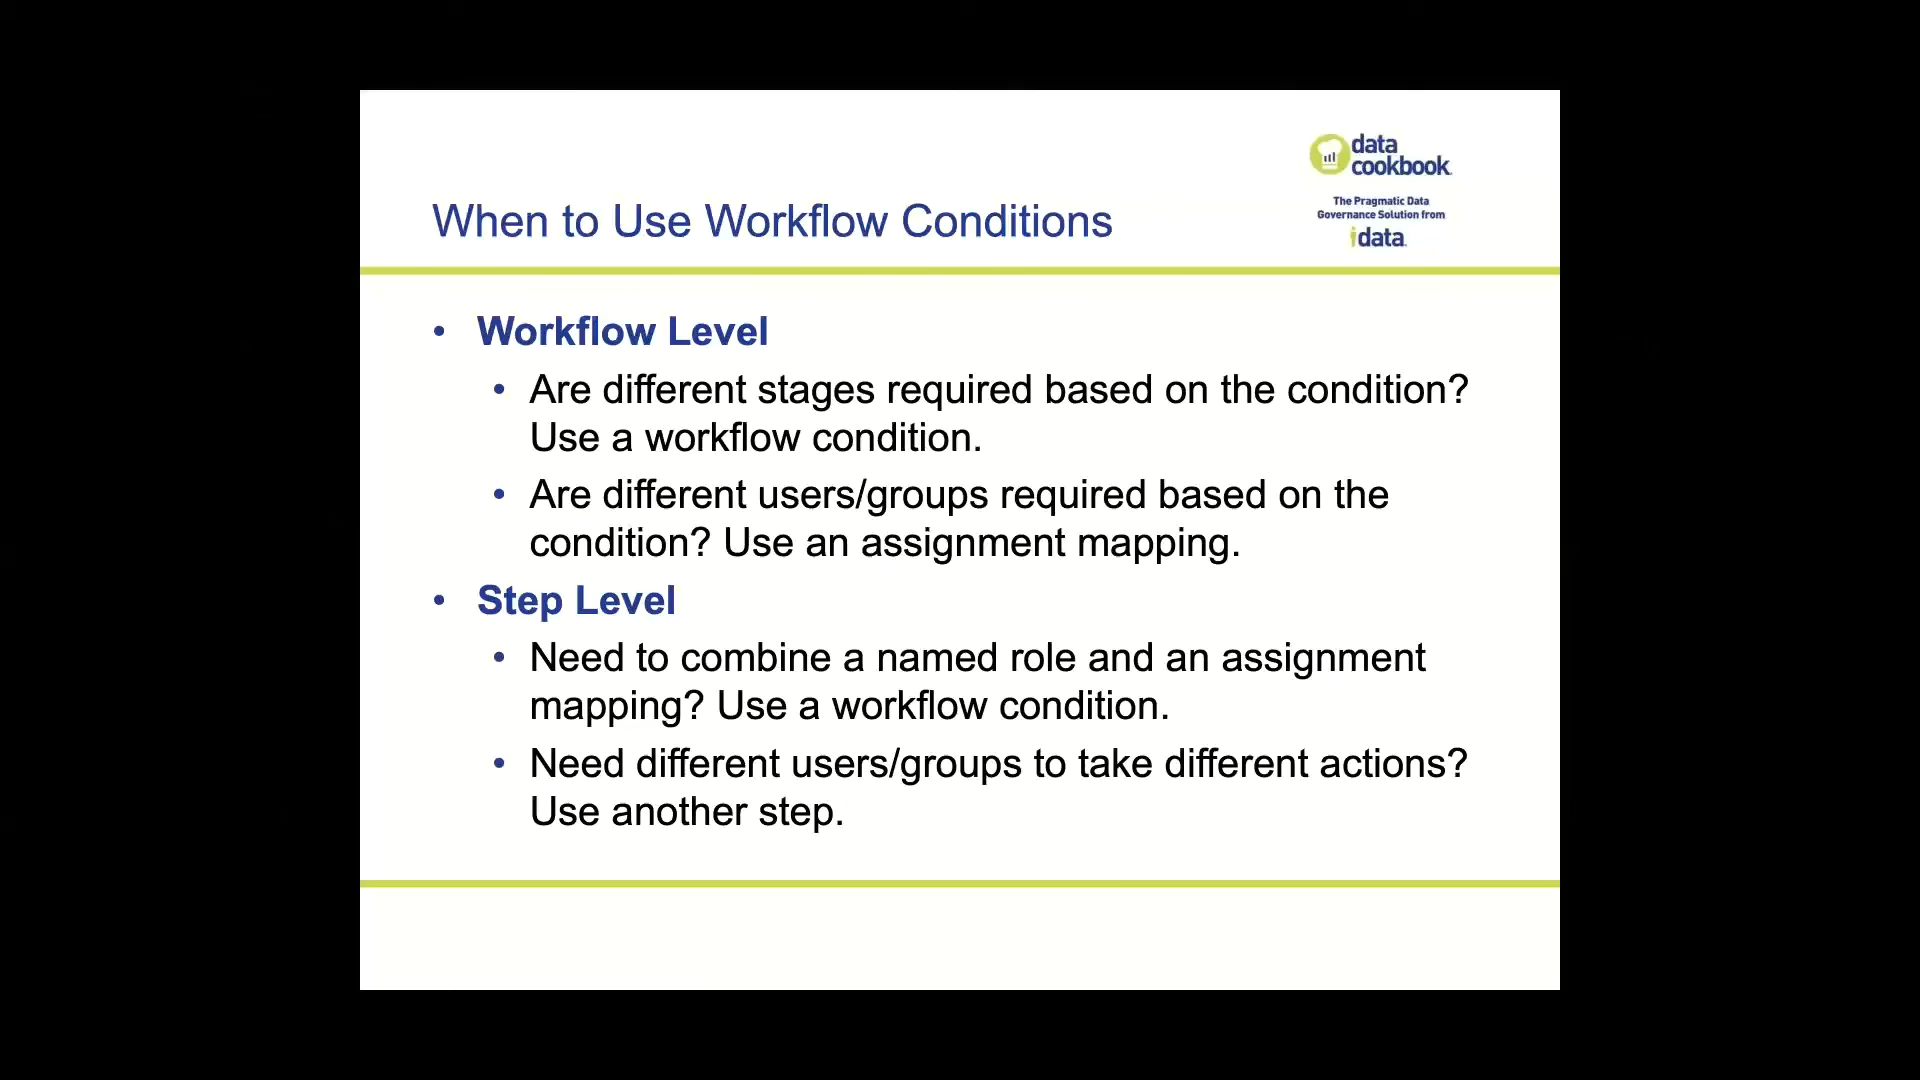 data
cookbook.
The Pragmatic Data
Governance Solution from
idata.
When to Use Workflow Conditions
• Workflow Level
• Are different stages required based on the condition?
Use a workflow condition.
• Are different users/groups required based on the
condition? Use an assignment mapping.
• Step Level
• Need to combine a named role and an assignment
mapping? Use a workflow condition.
• Need different users/groups to take different actions?
Use another step.